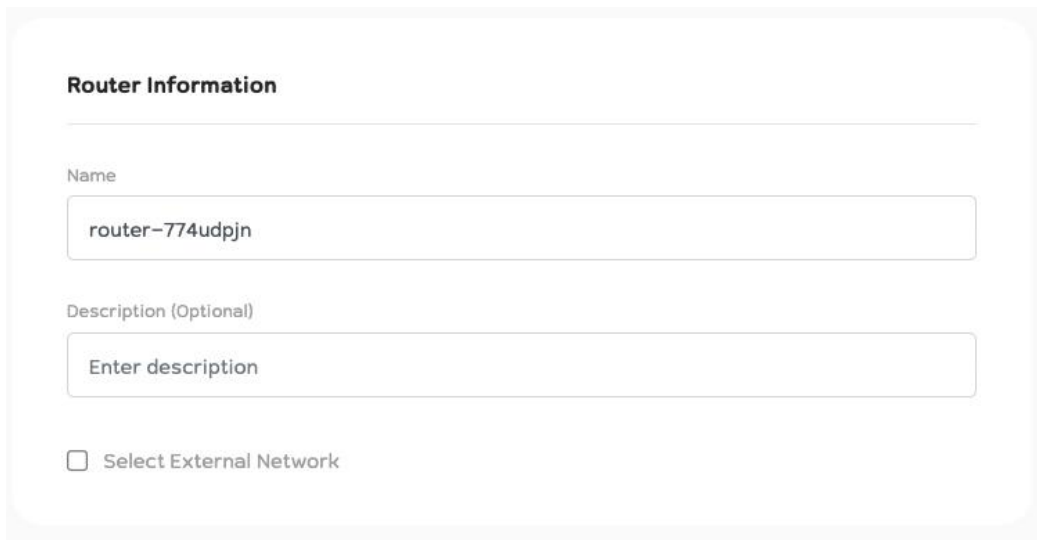 Router Information
Name
router-774udpjn
Description (Optional)
Enter description
Select External Network